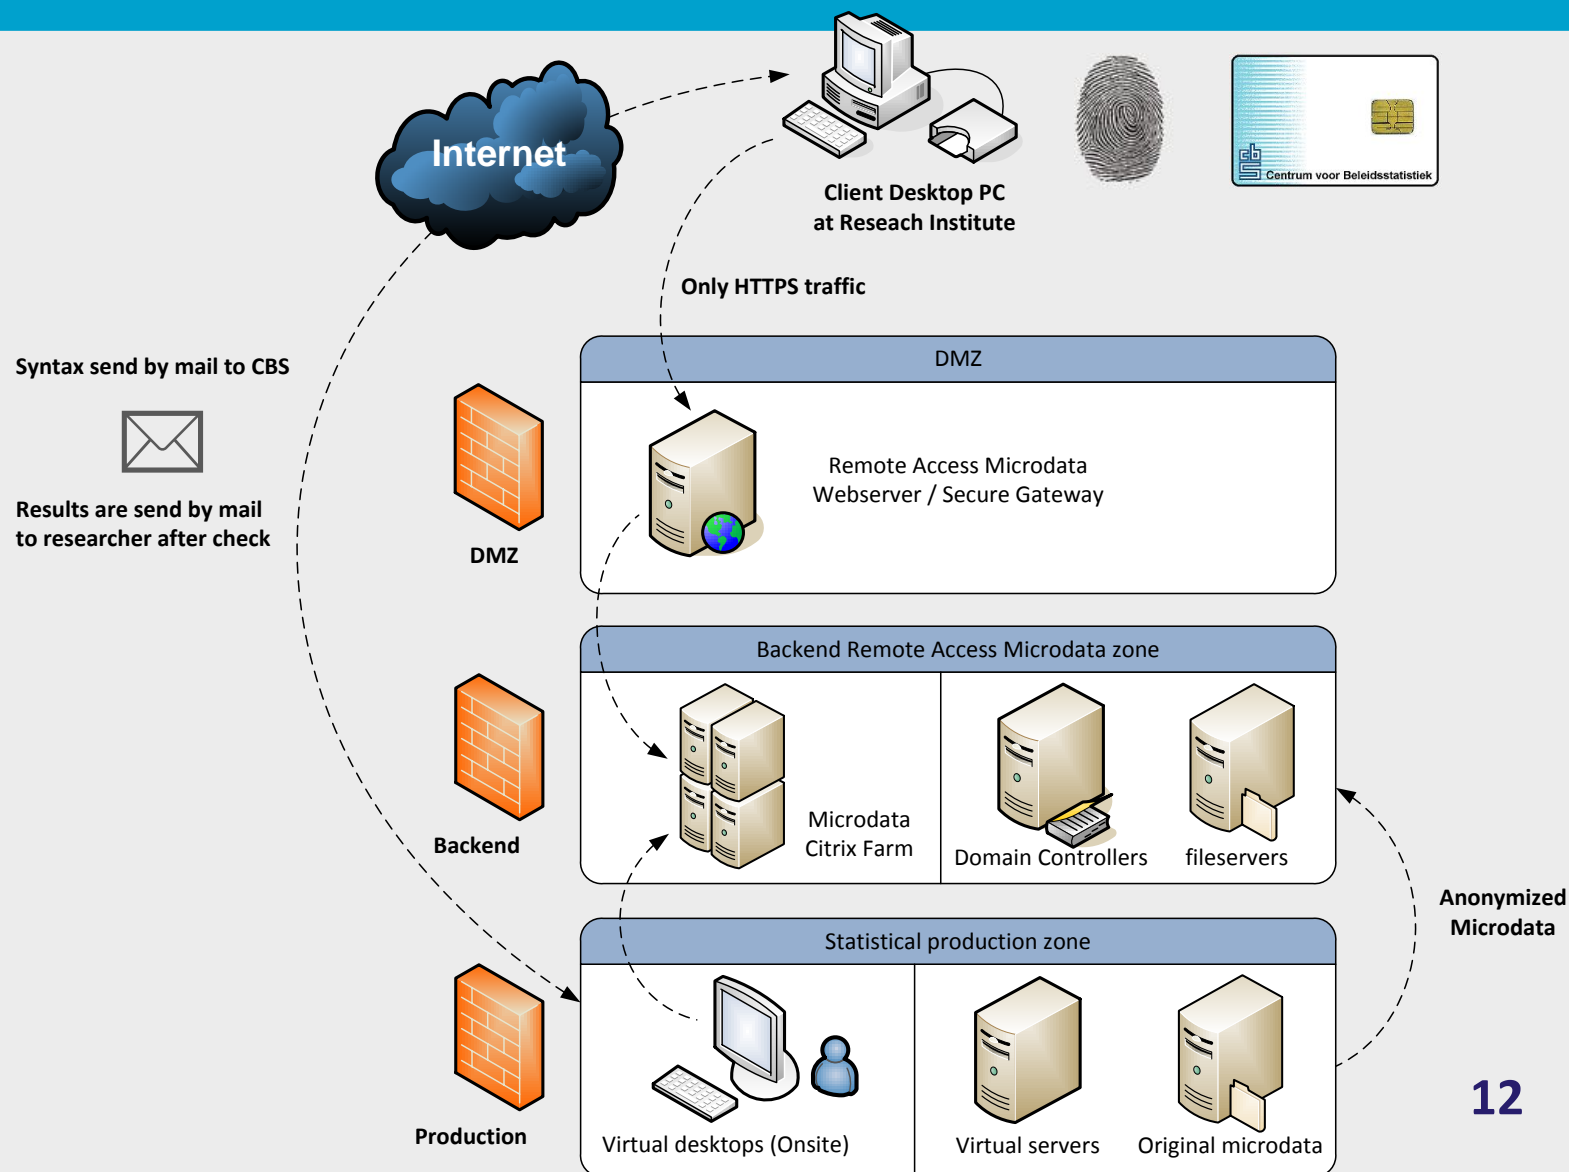 Internet
cbs
Centrum voor Beleidsstatistiek
Client Desktop PC
at Reseach Institute
Only HTTPS traffic
Syntax send by mail to CBS
Results are send by mail
to researcher after check
DMZ
DMZ
Remote Access Microdata
Webserver / Secure Gateway
Backend
Backend Remote Access Microdata zone
Microdata
Citrix Farm
Domain Controllers
fileservers
Anonymized
Microdata
Production
Statistical production zone
Virtual desktops (Onsite)
Virtual servers
Original microdata
12